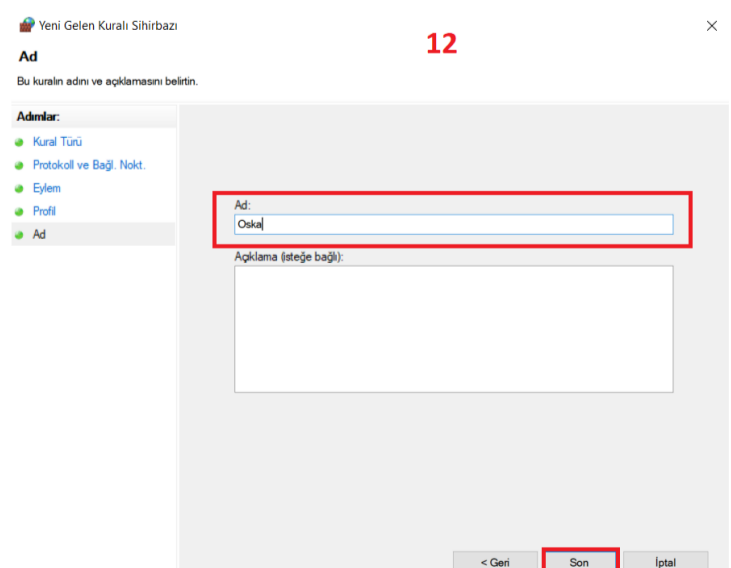 Yeni Gelen Kuralı Sihirbazı
12
Ad
Bu kuralın adını ve açıklamasını belirtin.
Adımlar:
Kural Türü
Protokoll ve Bağl. Nokt.
Eylem
Profil
Ad
Ad:
Oska
Açıklama (isteğe bağlı):
< Geri
Son
İptal